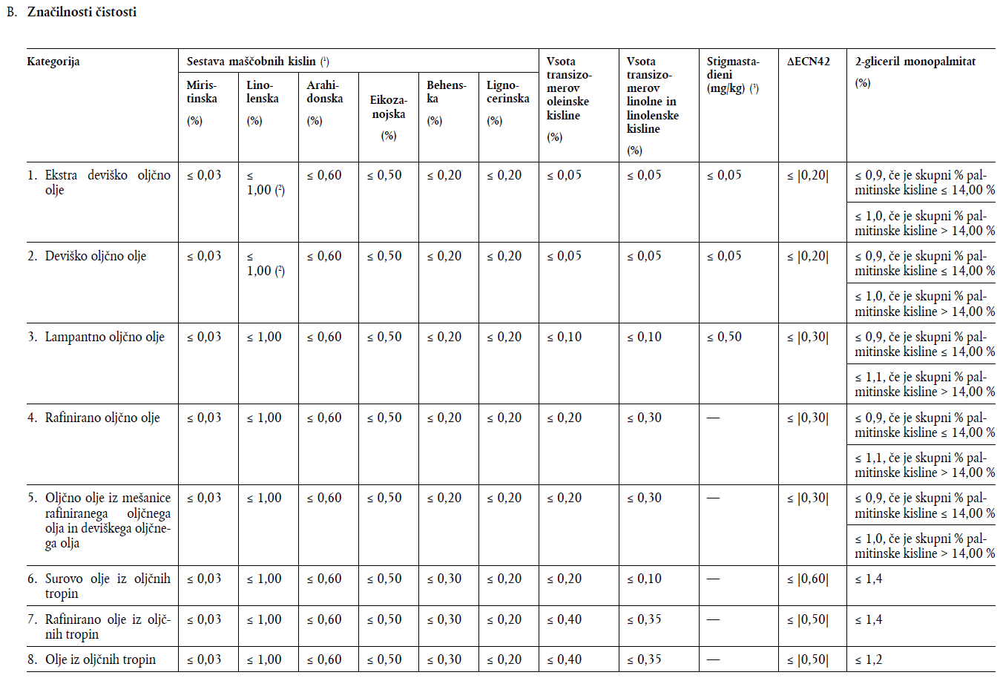 B. Značilnosti čistosti
Kategorija
Sestava maščobnih kislin (¹)
Miris-
tinska
(%)
Lino-
lenska
(%)
Arahi-
donska
(%)
Eikoza-
nojska
(%)
Behens-
ka
(%)
Ligno-
cerinska
(%)
Vsota
transizo-
merov
oleinske
kisline
(%)
Vsota
transizo-
merov
linolne in
linolenske
kisline
(%)
Stigmasta-
dieni
(mg/kg) (³)
ΔECN42
2-gliceril monopalmitat
(%)
1. Ekstra deviško oljčno
olje
≤ 0,03
≤
1,00 (²)
≤ 0,60
≤ 0,50
≤ 0,20
≤ 0,20
≤ 0,05
≤ 0,05
≤ 0,05
≤ |0,20|
≤ 0,9, če je skupni % pal-
mitinske kisline ≤ 14,00 %
≤ 1,0, če je skupni % pal-
mitinske kisline > 14,00 %
2. Deviško oljčno olje
≤ 0,03
≤
1,00 (²)
≤ 0,60
≤ 0,50
≤ 0,20
≤ 0,20
≤ 0,05
≤ 0,05
≤ 0,05
≤ |0,20|
≤ 0,9, če je skupni % pal-
mitinske kisline ≤ 14,00 %
≤ 1,0, če je skupni % pal-
mitinske kisline > 14,00 %
3. Lampantno oljčno olje
≤ 0,03
≤ 1,00
≤ 0,60
≤ 0,50
≤ 0,20
≤ 0,20
≤ 0,10
≤ 0,10
≤ 0,50
≤ |0,30|
≤ 0,9, če je skupni % pal-
mitinske kisline ≤ 14,00 %
≤ 1,1, če je skupni % pal-
mitinske kisline > 14,00 %
4. Rafinirano oljčno olje
≤ 0,03
≤ 1,00
≤ 0,60
≤ 0,50
≤ 0,20
≤ 0,20
≤ 0,20
≤ 0,30
—
≤ |0,30|
≤ 0,9, če je skupni % pal-
mitinske kisline ≤ 14,00 %
≤ 1,1, če je skupni % pal-
mitinske kisline > 14,00 %
5. Oljčno olje iz mešanice
rafiniranega oljčnega
olja in deviškega oljčne-
ga olja
≤ 0,03
≤ 1,00
≤ 0,60
≤ 0,50
≤ 0,20
≤ 0,20
≤ 0,20
≤ 0,30
—
≤ |0,30|
≤ 0,9, če je skupni % pal-
mitinske kisline ≤ 14,00 %
≤ 1,0, če je skupni % pal-
mitinske kisline > 14,00 %
6. Surovo olje iz oljčnih
tropin
≤ 0,03
≤ 1,00
≤ 0,60
≤ 0,50
≤ 0,30
≤ 0,20
≤ 0,20
≤ 0,10
—
≤ |0,60|
≤ 1,4
7. Rafinirano olje iz oljč-
nih tropin
≤ 0,03
≤ 1,00
≤ 0,60
≤ 0,50
≤ 0,30
≤ 0,20
≤ 0,40
≤ 0,35
—
≤ |0,50|
≤ 1,4
8. Olje iz oljčnih tropin
≤ 0,03
≤ 1,00
≤ 0,60
≤ 0,50
≤ 0,30
≤ 0,20
≤ 0,40
≤ 0,35
—
≤ |0,50|
≤ 1,2